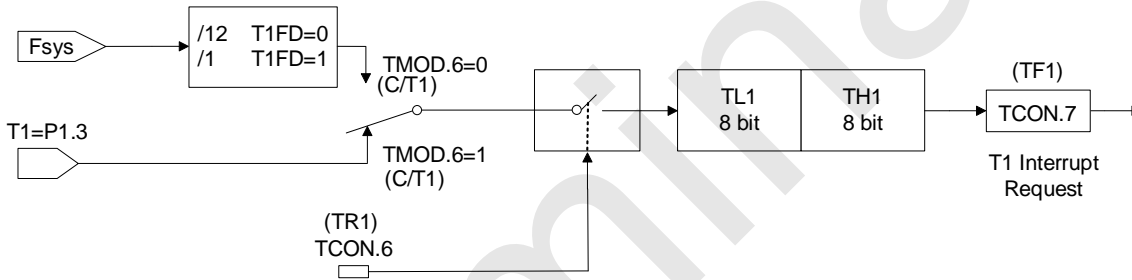 Fsys
/12 T1FD=0
/1 T1FD=1
TMOD.6=0
(C/T1)
T1=P1.3
TMOD.6=1
(C/T1)
(TR1)
TCON.6
TL1
8 bit
TH1
8 bit
(TF1)
TCON.7
T1 Interrupt
Request